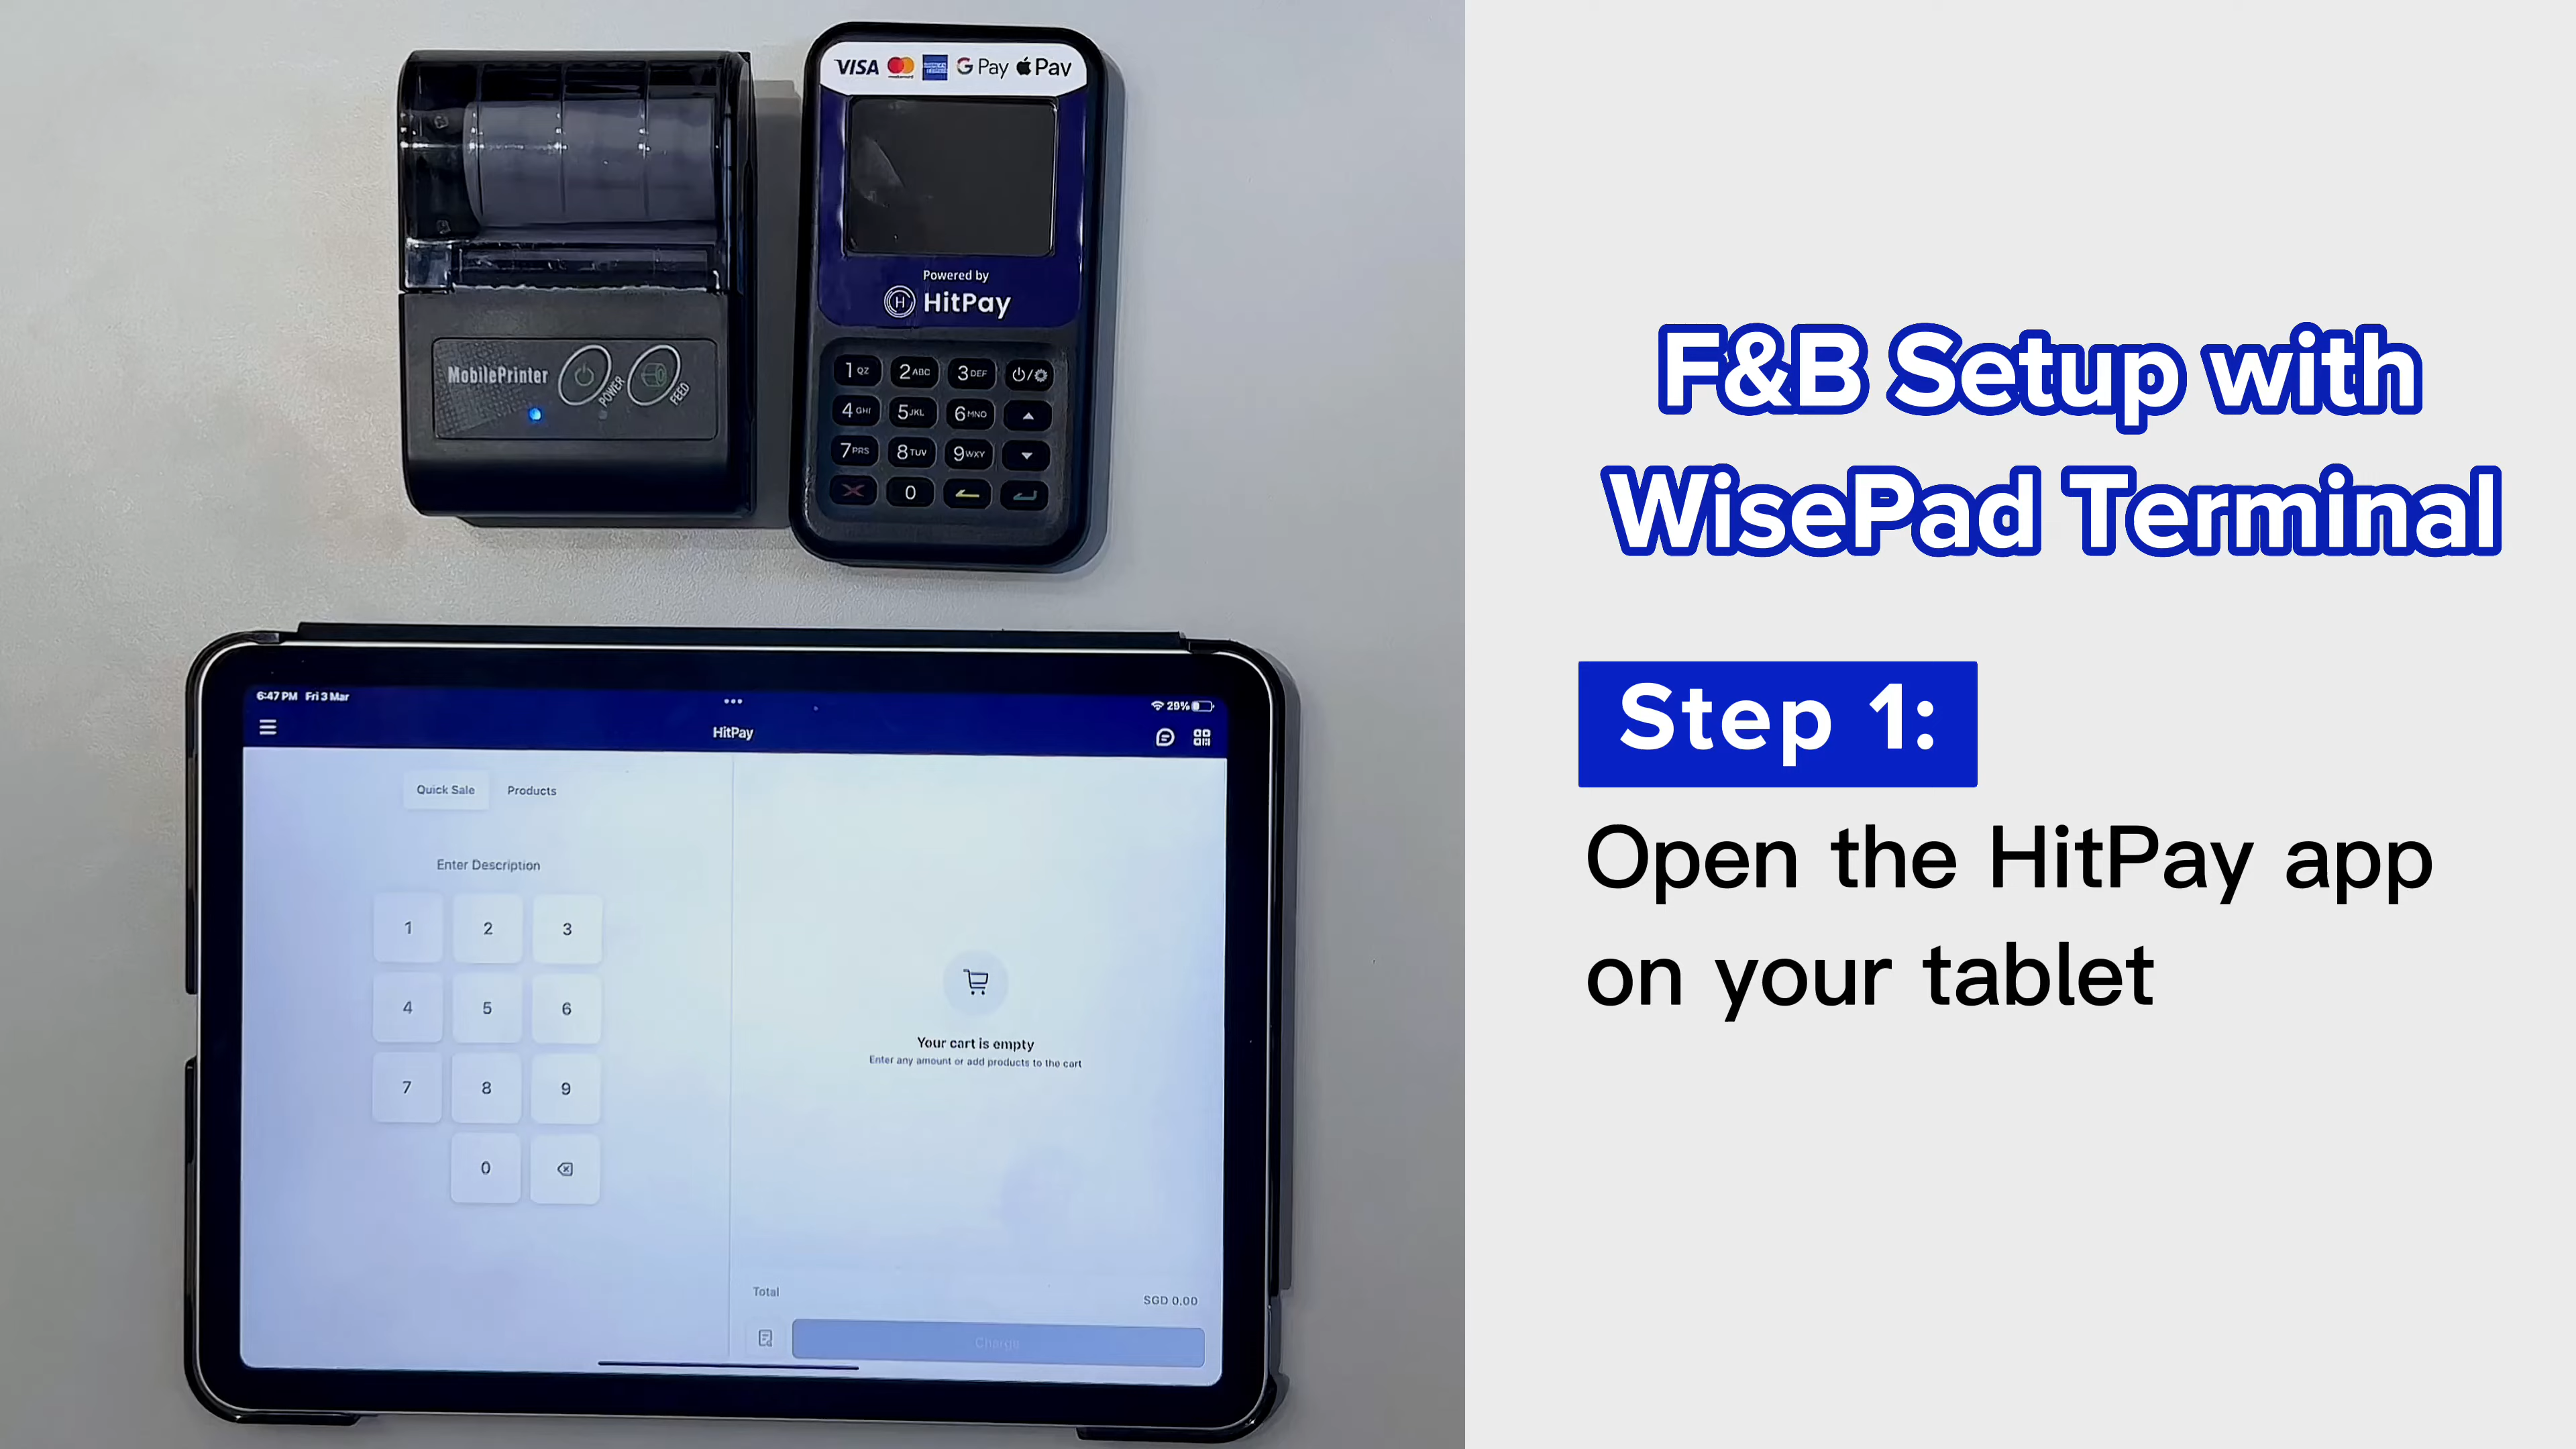 VISA mastercard G Pay Pay
Powered by
HitPay
MobilePrinter
POWER
FEED
1 QZ 2 ABC 3 DEF
4 GHI 5 JKL 6 MNO
7 PRS 8 TUV 9 WXY
0
6:47 PM Fri 3 Mar
29%
HitPay
Quick Sale Products
Enter Description
1 2 3
4 5 6
7 8 9
0
Your cart is empty
Enter any amount or add products to the cart
Total
SGD 0.00
Charge
F&B Setup with
WisePad Terminal
Step 1:
Open the HitPay app
on your tablet